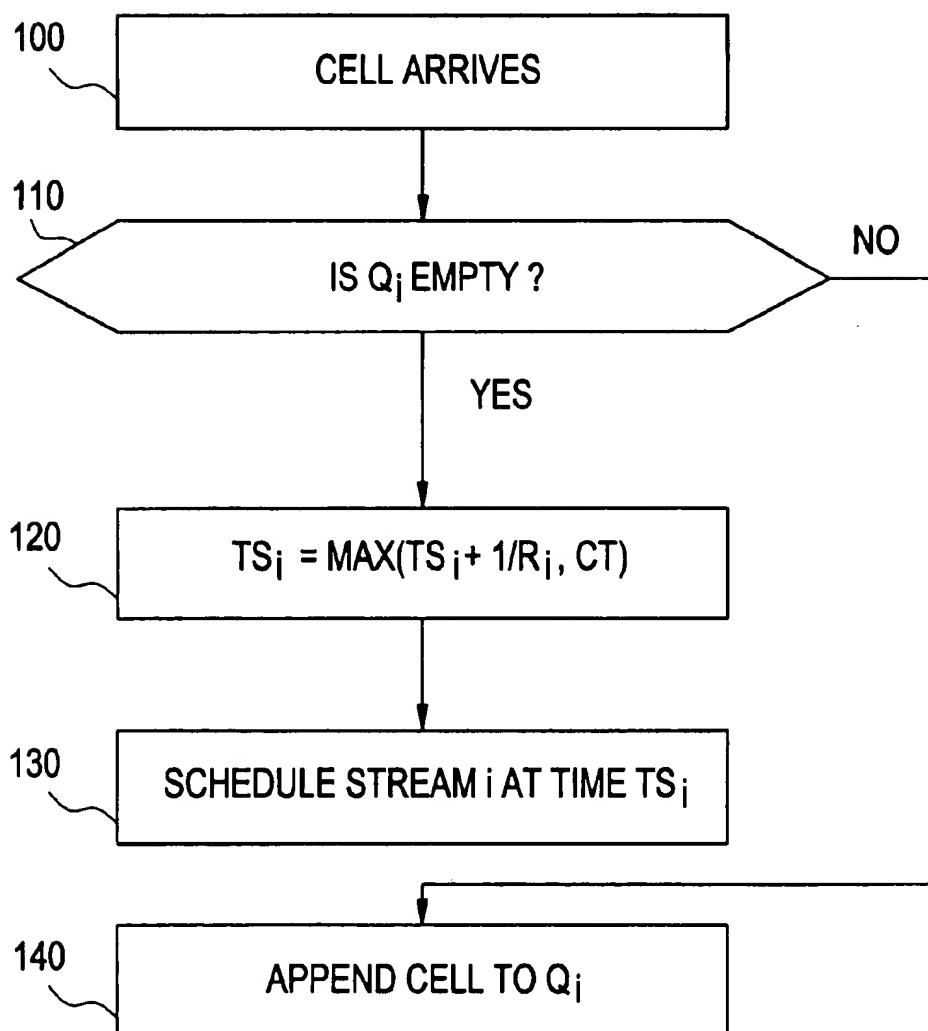 100
CELL ARRIVES
110
IS Qi EMPTY ?
NO
YES
120
TSi = MAX(TSi + 1/Ri, CT)
130
SCHEDULE STREAM i AT TIME TSi
140
APPEND CELL TO Qi